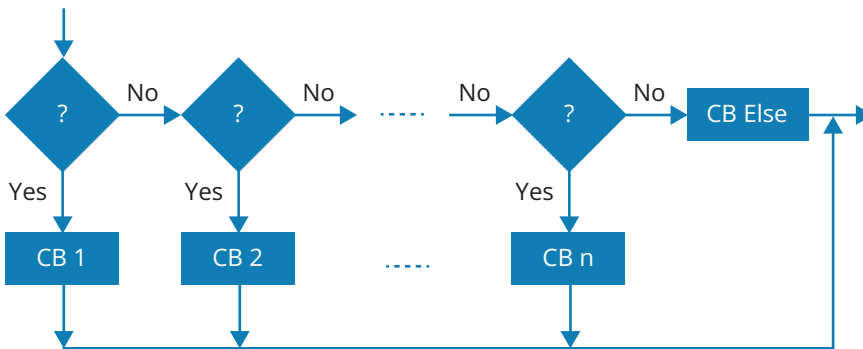 ? No ? No No ? No CB Else
Yes Yes Yes
CB 1 CB 2 CB n